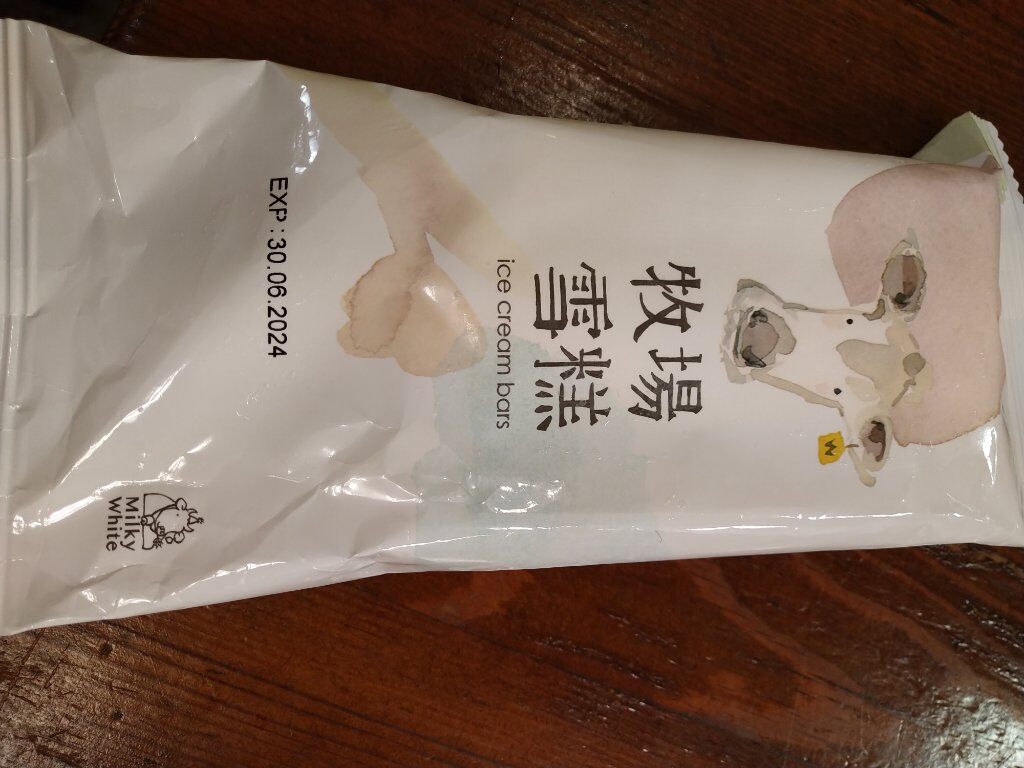 牧場
雪糕
ice cream bars
EXP : 30.06.2024
Milky
White